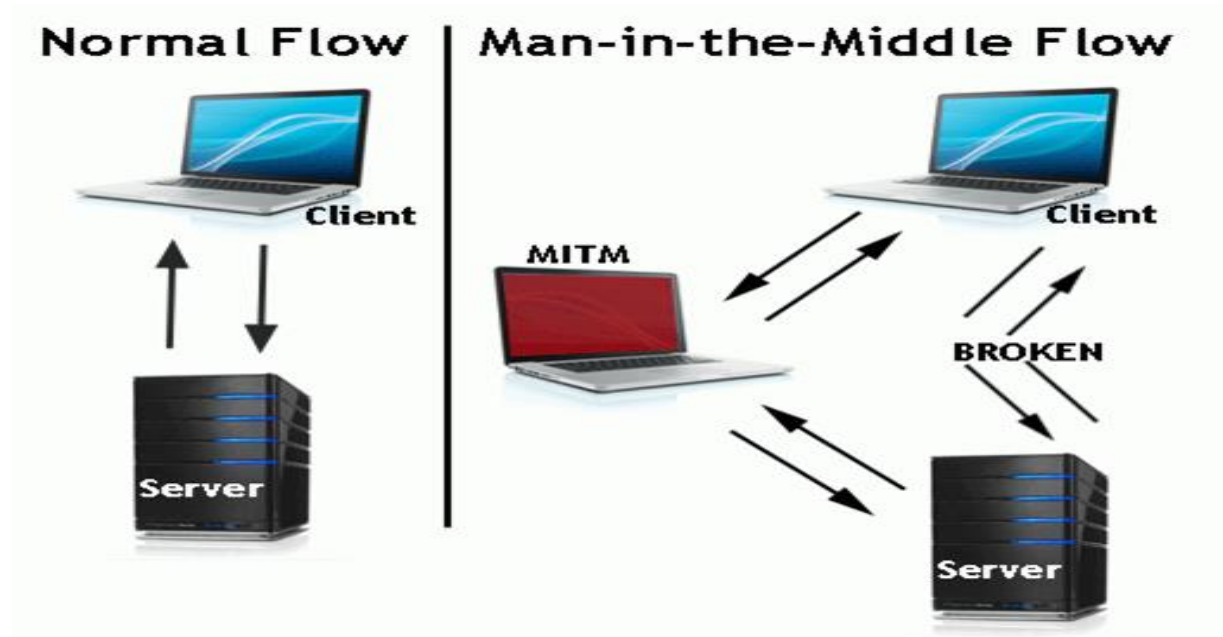 Normal Flow
Client
Server
Man-in-the-Middle Flow
Client
MITM
BROKEN
Server